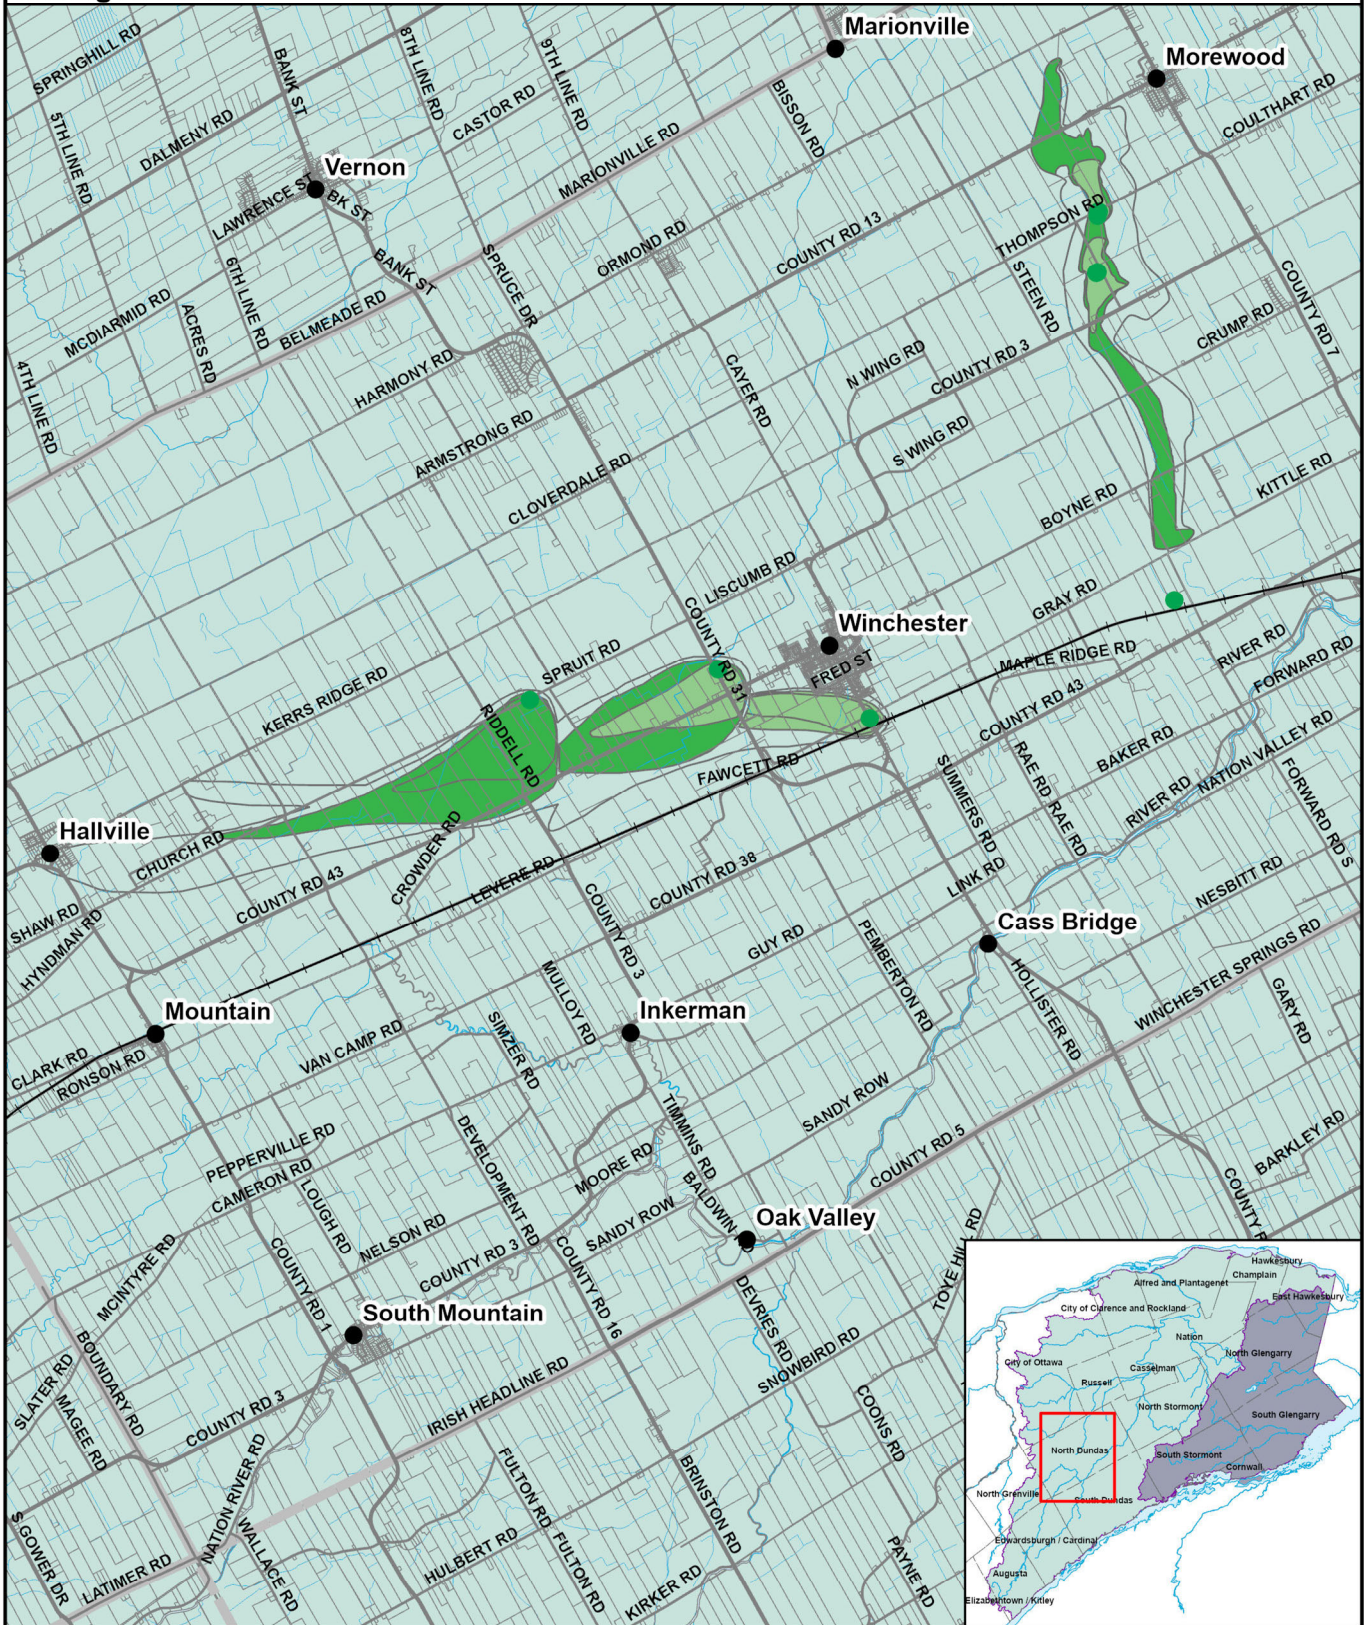 Marionville
Morewood
SPRINGHILL RD
BANK ST
8TH LINE RD
9TH LINE RD
CASTOR RD
BISSON RD
COULTHART RD
5TH LINE RD
DALMENY RD
MARIONVILLE RD
Vernon
LAWRENCE ST
BK ST
THOMPSON RD
COUNTY RD 13
ORMOND RD
BANK ST
SPRUCE DR
6TH LINE RD
STEEN RD
COUNTY RD 7
MCDIARMID RD
ACRES RD
BELMEADE RD
CRUMP RD
HARMONY RD
N WING RD
COUNTY RD 3
CAYER RD
4TH LINE RD
ARMSTRONG RD
S WING RD
CLOVERDALE RD
BOYNE RD
KITTLE RD
LISCUMB RD
GRAY RD
COUNTY RD 31
Winchester
FRED ST
MAPLE RIDGE RD
RIVER RD
FORWARD RD
SPRUIT RD
KERRS RIDGE RD
RIDDELL RD
COUNTY RD 43
NATION VALLEY RD
BAKER RD
FAWCETT RD
RAE RD
RAE RD
SUMMERS RD
RIVER RD
FORWARD RD S
Hallville
CHURCH RD
CROWDER RD
LEVERE RD
COUNTY RD 43
COUNTY RD 38
LINK RD
NESBITT RD
SHAW RD
HYNDMAN RD
COUNTY RD 3
GUY RD
PEMBERTON RD
Cass Bridge
WINCHESTER SPRINGS RD
HOLLISTER RD
GARY RD
MULLOY RD
Mountain
Inkerman
SIMZER RD
VAN CAMP RD
CLARK RD
RONSON RD
SANDY ROW
TIMMINS RD
PEPPERVILLE RD
CAMERON RD
DEVELOPMENT RD
MOORE RD
COUNTY RD 5
BARKLEY RD
LOUGH RD
BALDWIN
COUNTY R
NELSON RD
SANDY ROW
Oak Valley
MCINTYRE RD
COUNTY RD 1
COUNTY RD 3
COUNTY RD 16
TOYE HILL RD
DEVRIES RD
South Mountain
BOUNDARY RD
SNOWBIRD RD
SLATER RD
MAGEE RD
COUNTY RD 3
IRISH HEADLINE RD
COONS RD
NATION RIVER RD
FULTON RD
BRINSTON RD
S GOWER DR
WALLACE RD
HULBERT RD
FULTON RD
PAYNE RD
LATIMER RD
KIRKER RD
Hawkesbury
Champlain
Alfred and Plantagenet
East Hawkesbury
City of Clarence and Rockland
Nation
North Glengarry
City of Ottawa
Casselman
Russell
North Stormont
South Glengarry
North Dundas
South Stormont
Cornwall
North Grenville
South Dundas
Edwardsburgh / Cardinal
Augusta
Elizabethtown / Kitley